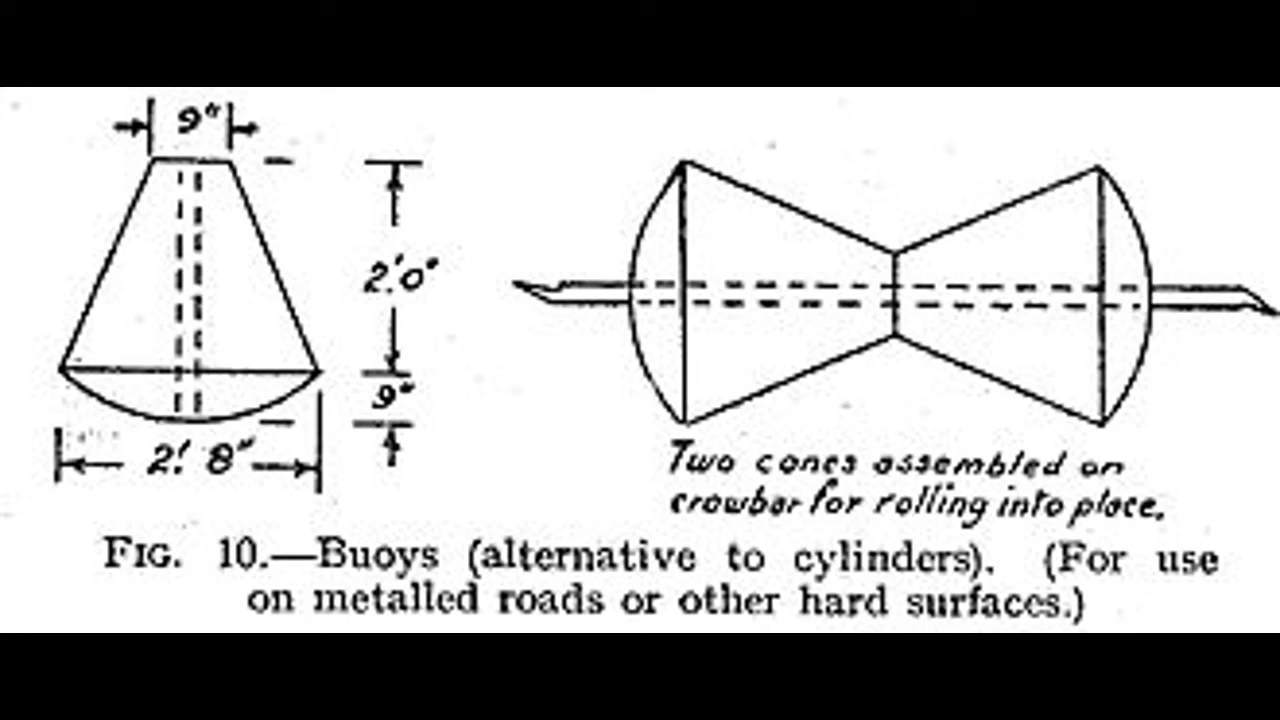 9"
2'.0"
9"
2'. 8"
Two cones assembled on
crowbar for rolling into place.
FIG. 10.—Buoys (alternative to cylinders). (For use
on metalled roads or other hard surfaces.)